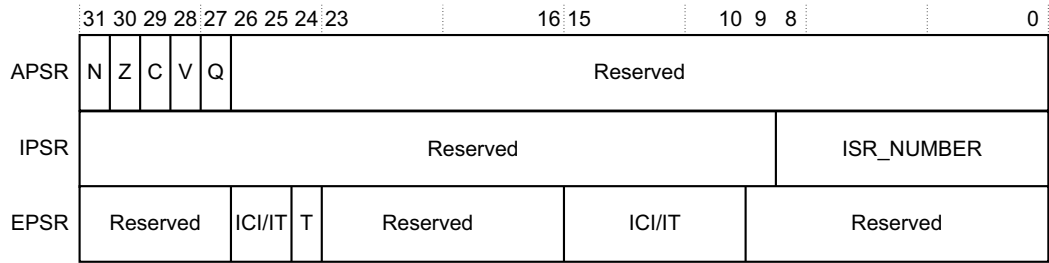 31 30 29 28 27 26 25 24 23 16 15 10 9 8 0
APSR N Z C V Q Reserved
IPSR Reserved ISR_NUMBER
EPSR Reserved ICI/IT T Reserved ICI/IT Reserved